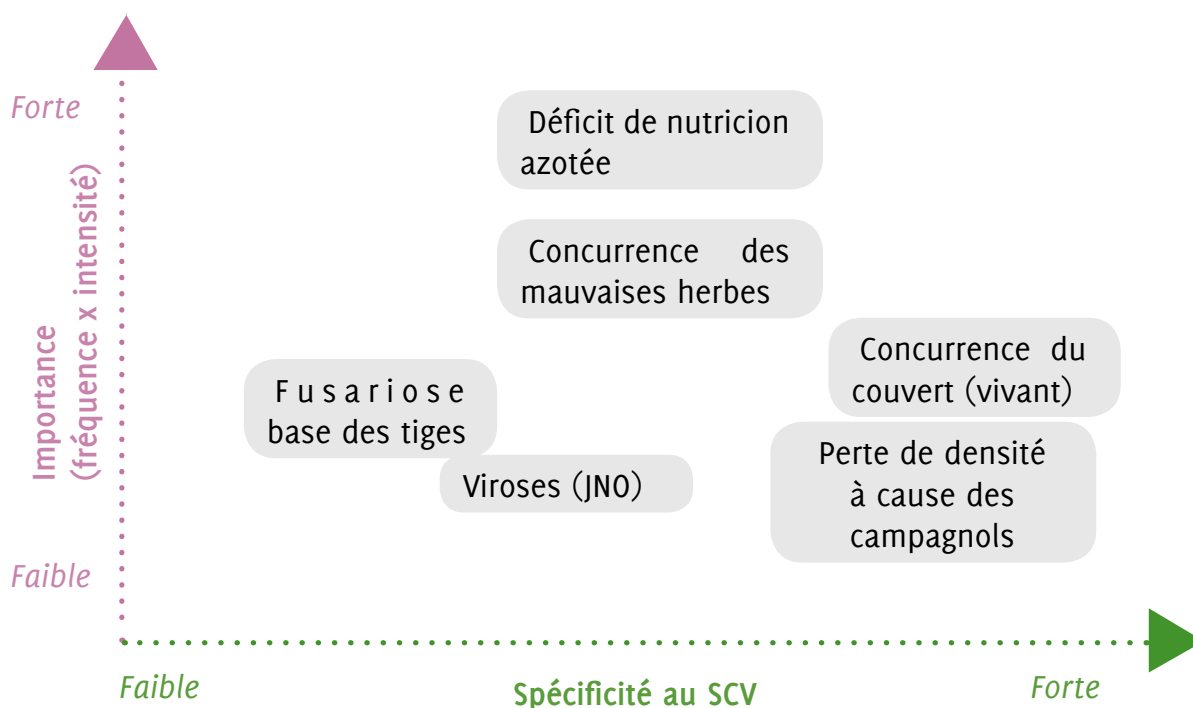 Forte
Importance
(fréquence x intensité)
Faible
Déficit de nutricion
azotée
Concurrence des
mauvaises herbes
Concurrence du
couvert (vivant)
Fusariose
base des tiges
Viroses (JNO)
Perte de densité
à cause des
campagnols
Faible
Spécificité au SCV
Forte